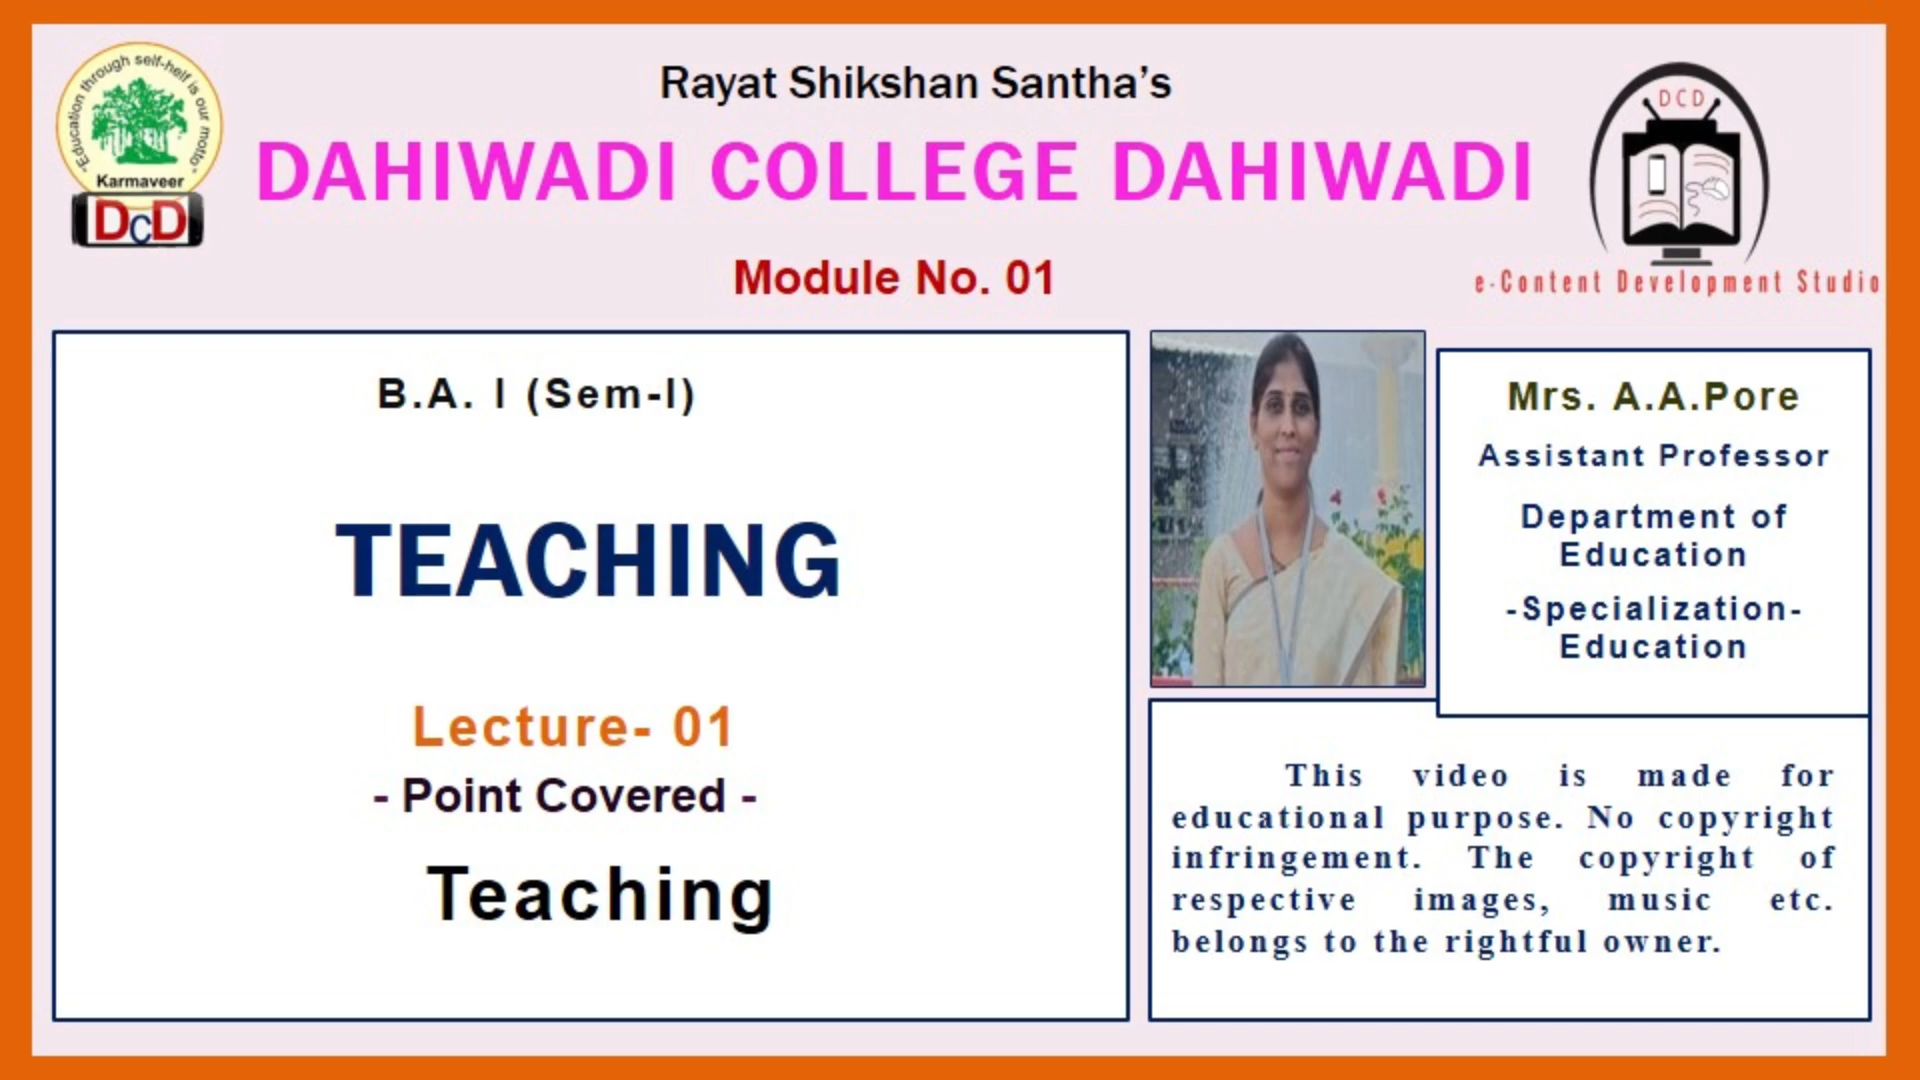 "Education through self-helf is our motto"
Karmaveer
DcD
Rayat Shikshan Santha's
DAHIWADI COLLEGE DAHIWADI
Module No. 01
DCD
e-Content Development Studio
B.A. I (Sem-I)
TEACHING
Lecture- 01
- Point Covered -
Teaching
Mrs. A.A.Pore
Assistant Professor
Department of
Education
-Specialization-
Education
This video is made for
educational purpose. No copyright
infringement. The copyright of
respective images, music etc.
belongs to the rightful owner.